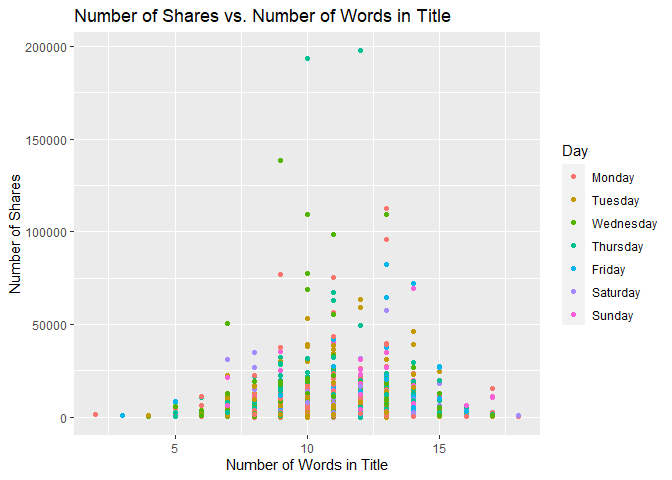 Number of Shares vs. Number of Words in Title
200000
150000
100000
50000
0
Number of Shares
5
10
15
Number of Words in Title
Day
Monday
Tuesday
Wednesday
Thursday
Friday
Saturday
Sunday